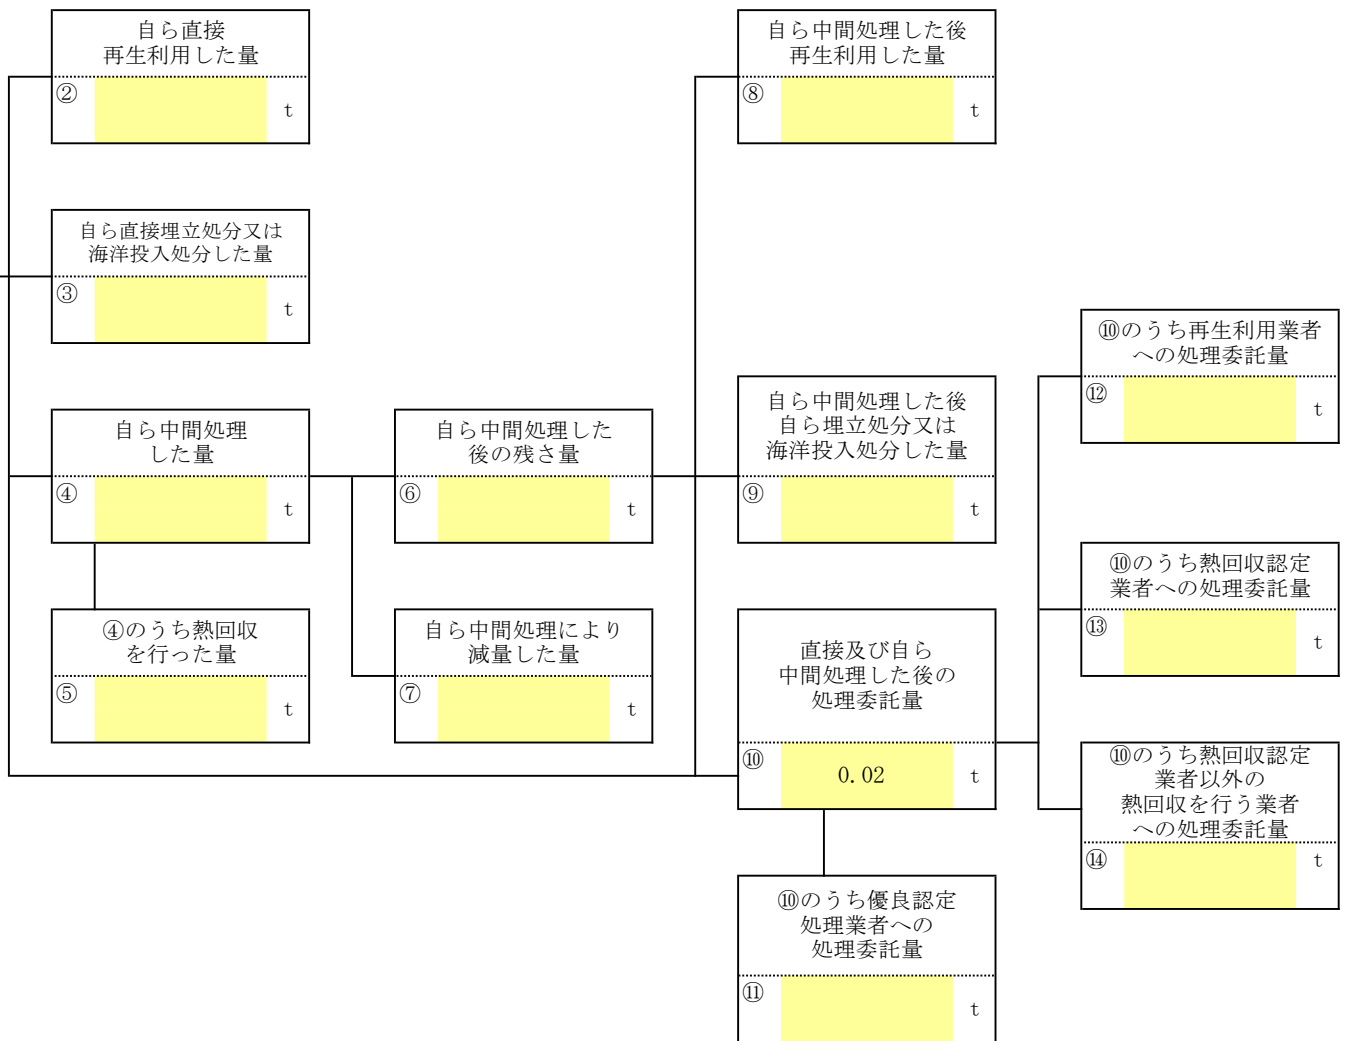 自ら直接
再生利用した量
②
t
自ら中間処理した後
再生利用した量
⑧
t
自ら直接埋立処分又は
海洋投入処分した量
③
t
⑩のうち再生利用業者
への処理委託量
⑫
t
自ら中間処理
した量
④
t
自ら中間処理した
後の残さ量
⑥
t
自ら中間処理した後
自ら埋立処分又は
海洋投入処分した量
⑨
t
⑩のうち熱回収認定
業者への処理委託量
⑬
t
④のうち熱回収
を行った量
⑤
t
自ら中間処理により
減量した量
⑦
t
直接及び自ら
中間処理した後の
処理委託量
⑩
0.02 t
⑩のうち熱回収認定
業者以外の
熱回収を行う業者
への処理委託量
⑭
t
⑩のうち優良認定
処理業者への
処理委託量
⑪
t